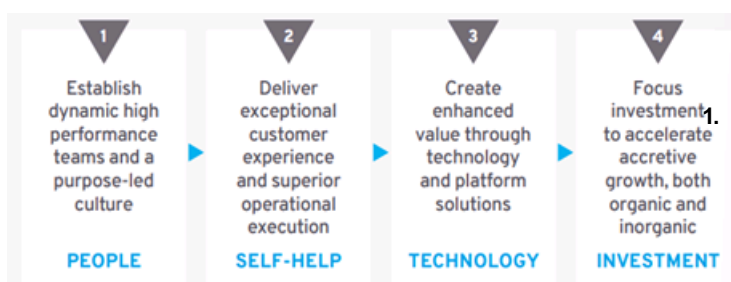 1
Establish
dynamic high
performance
teams and a
purpose-led
culture
PEOPLE
2
Deliver
exceptional
customer
experience
and superior
operational
execution
SELF-HELP
3
Create
enhanced
value through
technology
and platform
solutions
TECHNOLOGY
4
Focus
investment 1.
to accelerate
accretive
growth, both
organic and
inorganic
INVESTMENT